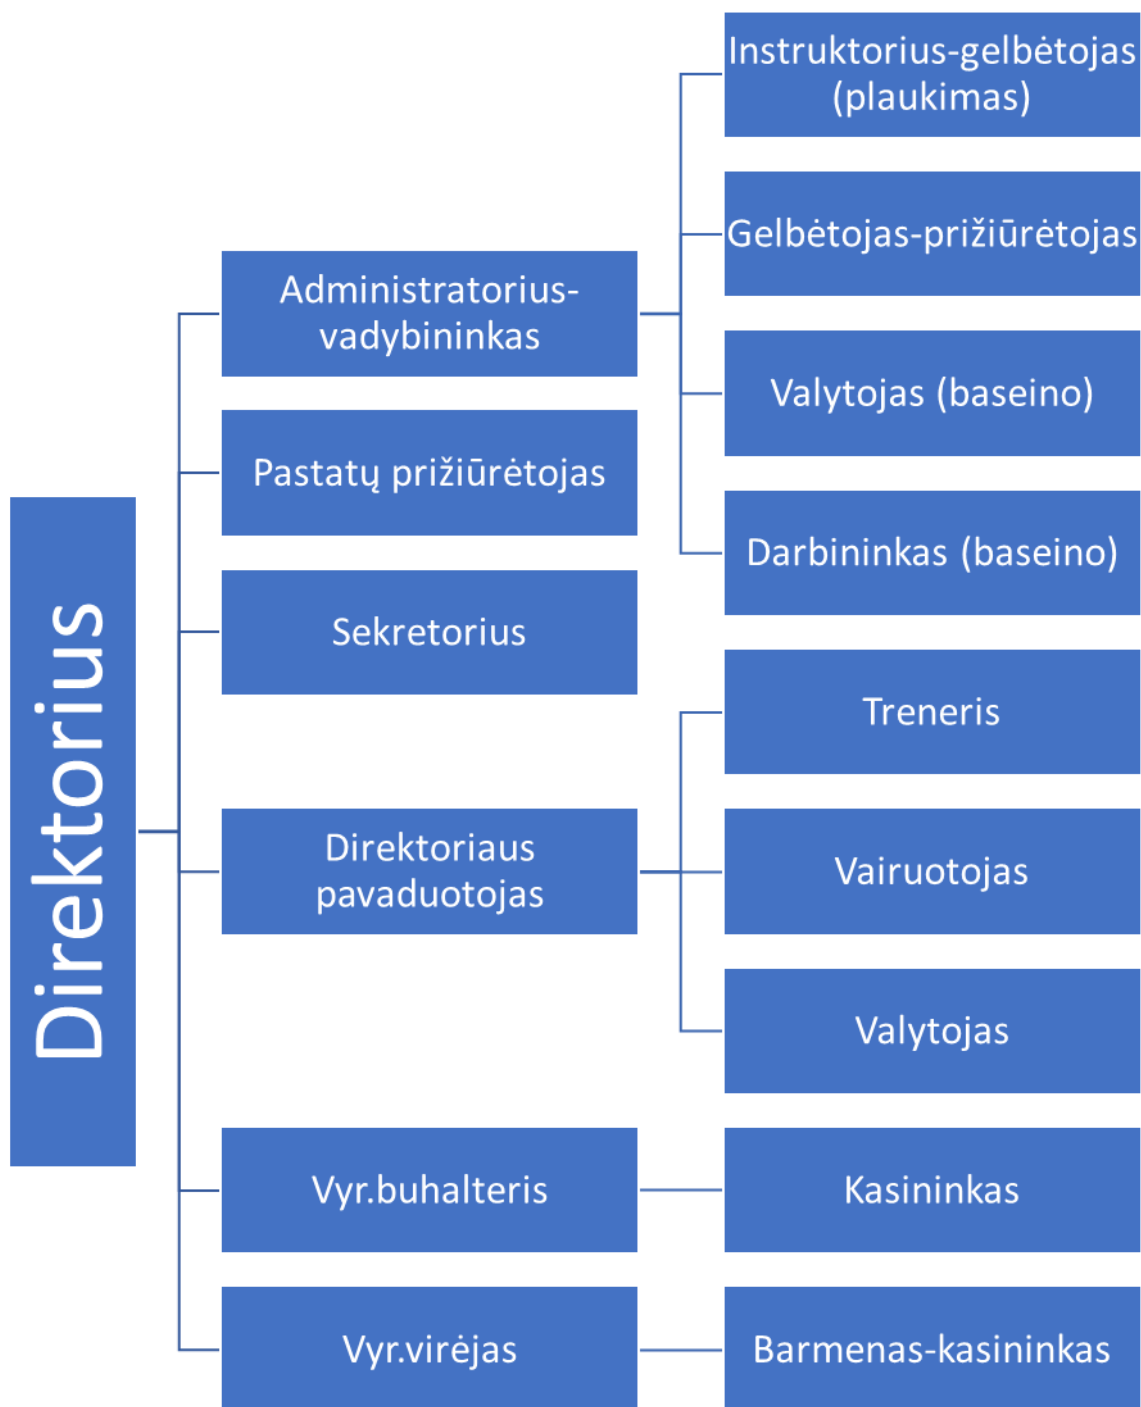 Direktorius
Administratorius-
vadybininkas
Instruktorius-gelbėtojas
(plaukimas)
Gelbėtojas-prižiūrėtojas
Valytojas (baseino)
Darbininkas (baseino)
Pastatų prižiūrėtojas
Sekretorius
Direktoriaus
pavaduotojas
Treneris
Vairuotojas
Valytojas
Vyr.buhalteris
Kasininkas
Vyr.virėjas
Barmenas-kasininkas